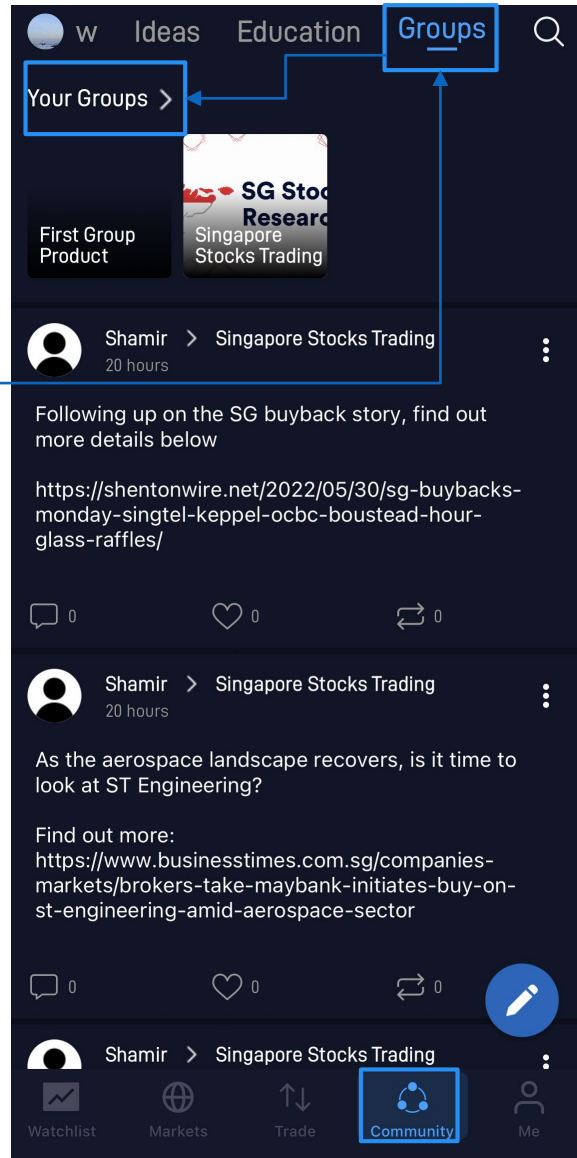 w Ideas Education Groups
Your Groups >
SG Stoc
Researc
First Group
Product
Singapore
Stocks Trading
Shamir > Singapore Stocks Trading
20 hours
Following up on the SG buyback story, find out
more details below
https://shentonwire.net/2022/05/30/sg-buybacks-
monday-singtel-keppel-ocbc-boustead-hour-
glass-raffles/
0 0 0
Shamir > Singapore Stocks Trading
20 hours
As the aerospace landscape recovers, is it time to
look at ST Engineering?
Find out more:
https://www.businesstimes.com.sg/companies-
markets/brokers-take-maybank-initiates-buy-on-
st-engineering-amid-aerospace-sector
0 0 0
Shamir > Singapore Stocks Trading
Watchlist Markets Trade Community Me